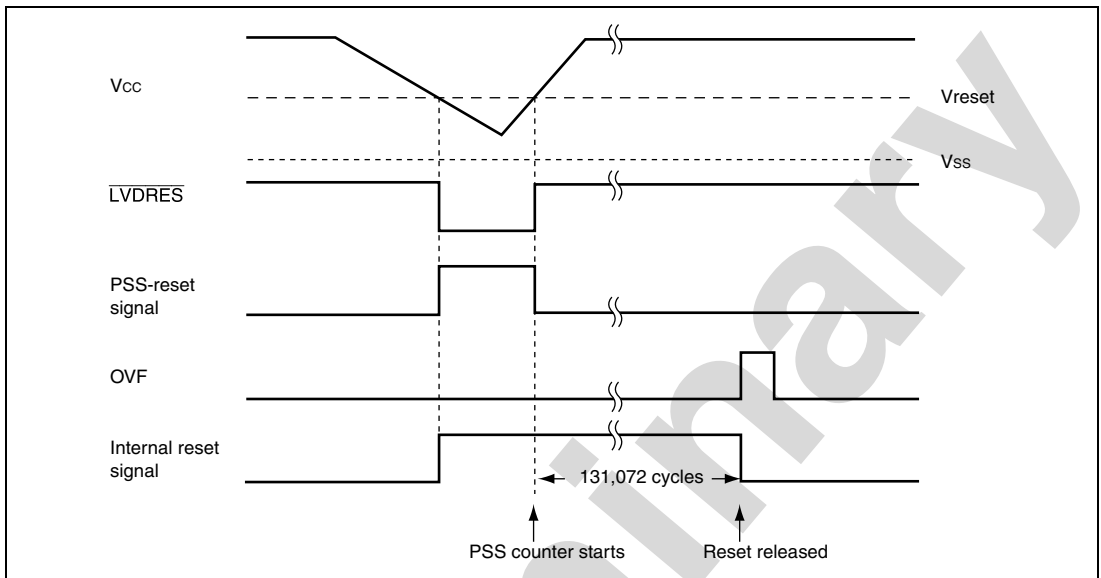 Vcc
Vreset
Vss
LVDRES
PSS-reset
signal
OVF
Internal reset
signal
131,072 cycles
PSS counter starts
Reset released
inary